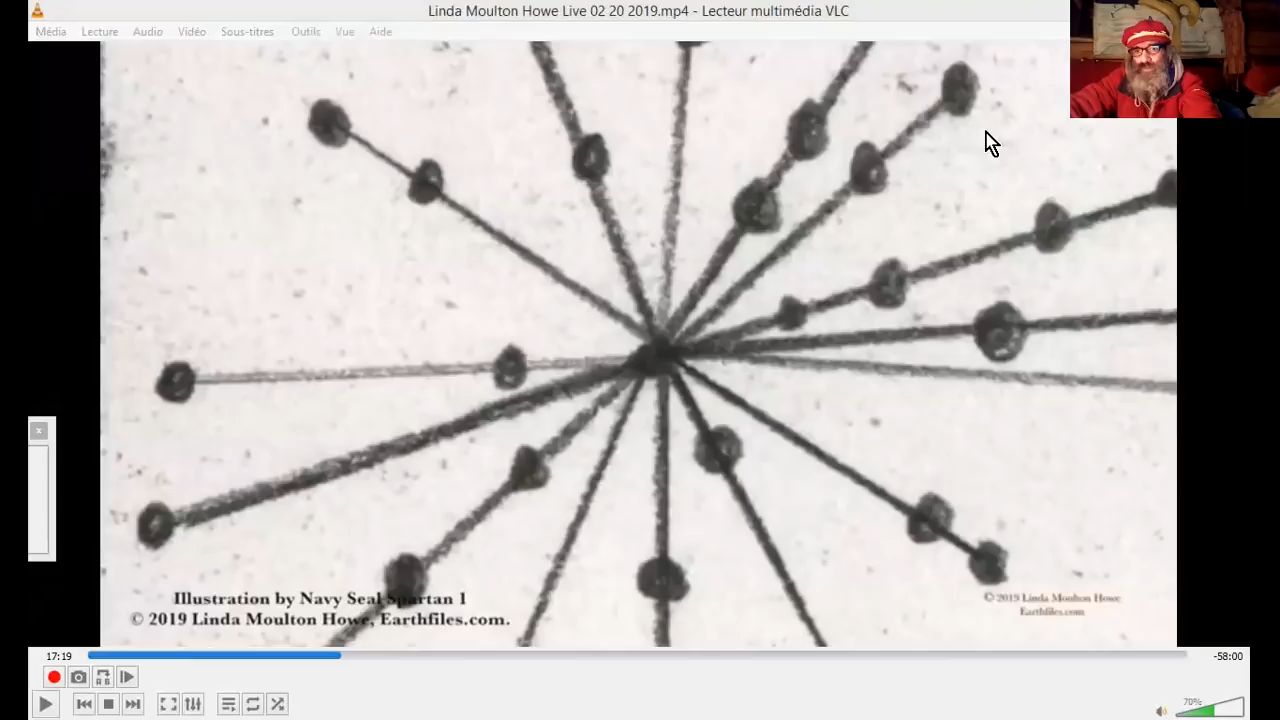 Linda Moulton Howe Live 02 20 2019.mp4 - Lecteur multimédia VLC
Média Lecture Audio Vidéo Sous-titres Outils Vue Aide
x
Illustration by Navy Seal Spartan 1
© 2019 Linda Moulton Howe, Earthfiles.com.
© 2019 Linda Moulton Howe
Earthfiles.com
17:19
-58:00
A B
70%